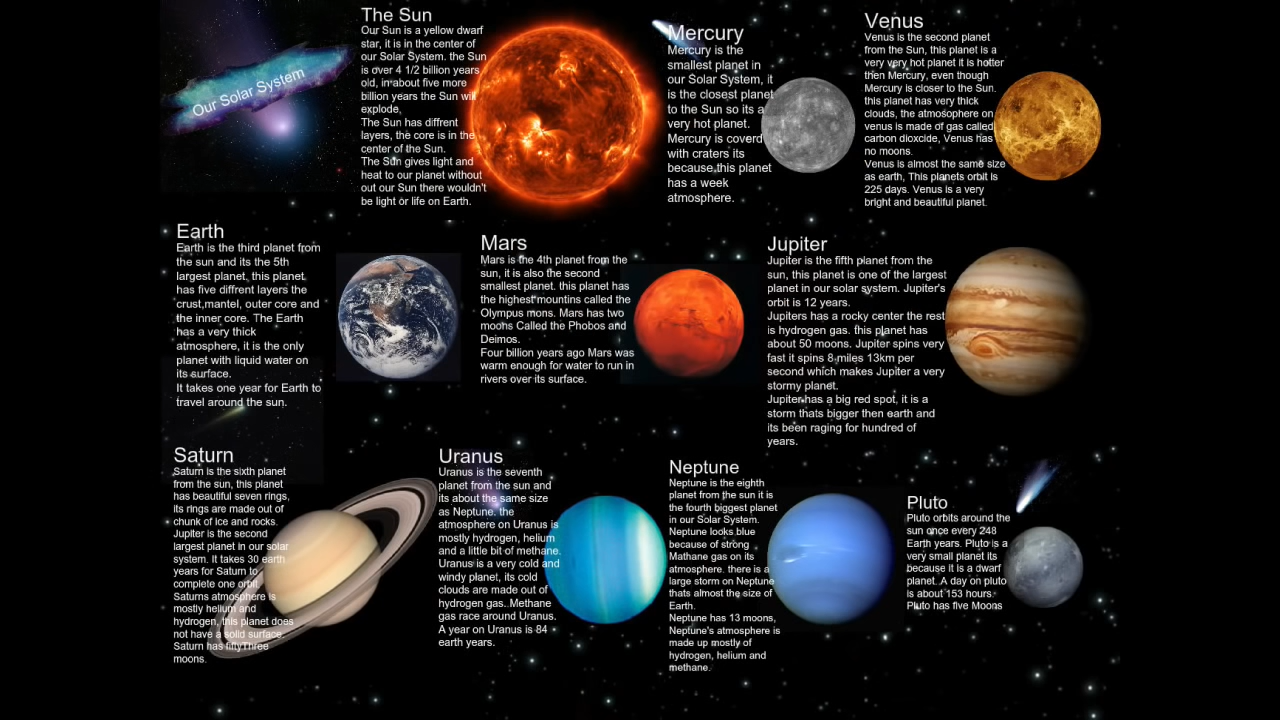 Our Solar System
The Sun
Our Sun is a yellow dwarf
star, it is in the center of
our Solar System. the Sun
is over 4 1/2 billion years
old, in about five more
billion years the Sun will
explode,
The Sun has diffrent
layers, the core is in the
center of the Sun.
The Sun gives light and
heat to our planet without
out our Sun there wouldn't
be light or life on Earth.
Mercury
Mercury is the
smallest planet in
our Solar System, it
is the closest planet
to the Sun so its a
very hot planet.
Mercury is coverd
with craters its
because this planet
has a week
atmosphere.
Venus
Venus is the second planet
from the Sun, this planet is a
very very hot planet it is hotter
then Mercury, even though
Mercury is closer to the Sun.
this planet has very thick
clouds, the atmosophere on
venus is made of gas called
carbon dioxcide, Venus has
no moons.
Venus is almost the same size
as earth, This planets orbit is
225 days. Venus is a very
bright and beautiful planet.
Earth
Earth is the third planet from
the sun and its the 5th
largest planet, this planet
has five diffrent layers the
crust,mantel, outer core and
the inner core. The Earth
has a very thick
atmosphere, it is the only
planet with liquid water on
its surface.
It takes one year for Earth to
travel around the sun.
Mars
Mars is the 4th planet from the
sun, it is also the second
smallest planet. this planet has
the highest mountins called the
Olympus mons. Mars has two
moons Called the Phobos and
Deimos.
Four billion years ago Mars was
warm enough for water to run in
rivers over its surface.
Jupiter
Jupiter is the fifth planet from the
sun, this planet is one of the largest
planet in our solar system. Jupiter's
orbit is 12 years.
Jupiters has a rocky center the rest
is hydrogen gas. this planet has
about 50 moons. Jupiter spins very
fast it spins 8 miles 13km per
second which makes Jupiter a very
stormy planet.
Jupiter has a big red spot, it is a
storm thats bigger then earth and
its been raging for hundred of
years.
Saturn
Saturn is the sixth planet
from the sun, this planet
has beautiful seven rings,
its rings are made out of
chunk of ice and rocks.
Jupiter is the second
largest planet in our solar
system. It takes 30 earth
years for Saturn to
complete one orbit.
Saturns atmosphere is
mostly helium and
hydrogen, this planet does
not have a solid surface.
Saturn has fiftyThree
moons.
Uranus
Uranus is the seventh
planet from the sun and
its about the same size
as Neptune. the
atmosphere on Uranus is
mostly hydrogen, helium
and a little bit of methane.
Uranus is a very cold and
windy planet, its cold
clouds are made out of
hydrogen gas. Methane
gas race around Uranus.
A year on Uranus is 84
earth years.
Neptune
Neptune is the eighth
planet from the sun it is
the fourth biggest planet
in our Solar System.
Neptune looks blue
because of strong
Mathane gas on its
atmosphere. there is a
large storm on Neptune
thats almost the size of
Earth.
Neptune has 13 moons,
Neptune's atmosphere is
made up mostly of
hydrogen, helium and
methane.
Pluto
Pluto orbits around the
sun once every 248
Earth years. Pluto is a
very small planet its
because it is a dwarf
planet. A day on pluto
is about 153 hours.
Pluto has five Moons